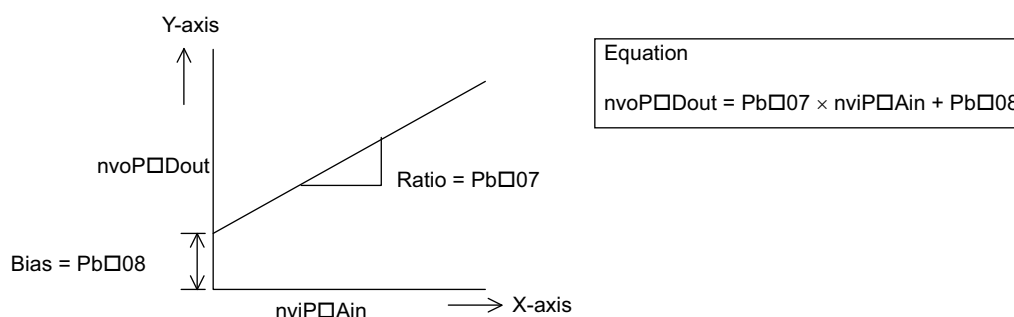 Y-axis
Equation
nvoP□Dout = Pb□07 × nviP□Ain + Pb□08
nvoP□Dout
Ratio = Pb□07
Bias = Pb□08
X-axis
nviP□Ain